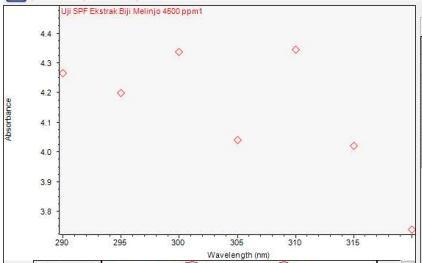 Uji SPF Ekstrak Biji Melinjo 4500 ppm1
4.4
4.3
4.2
4.1
4.0
3.9
3.8
Absorbance
290 295 300 305 310 315
Wavelength (nm)